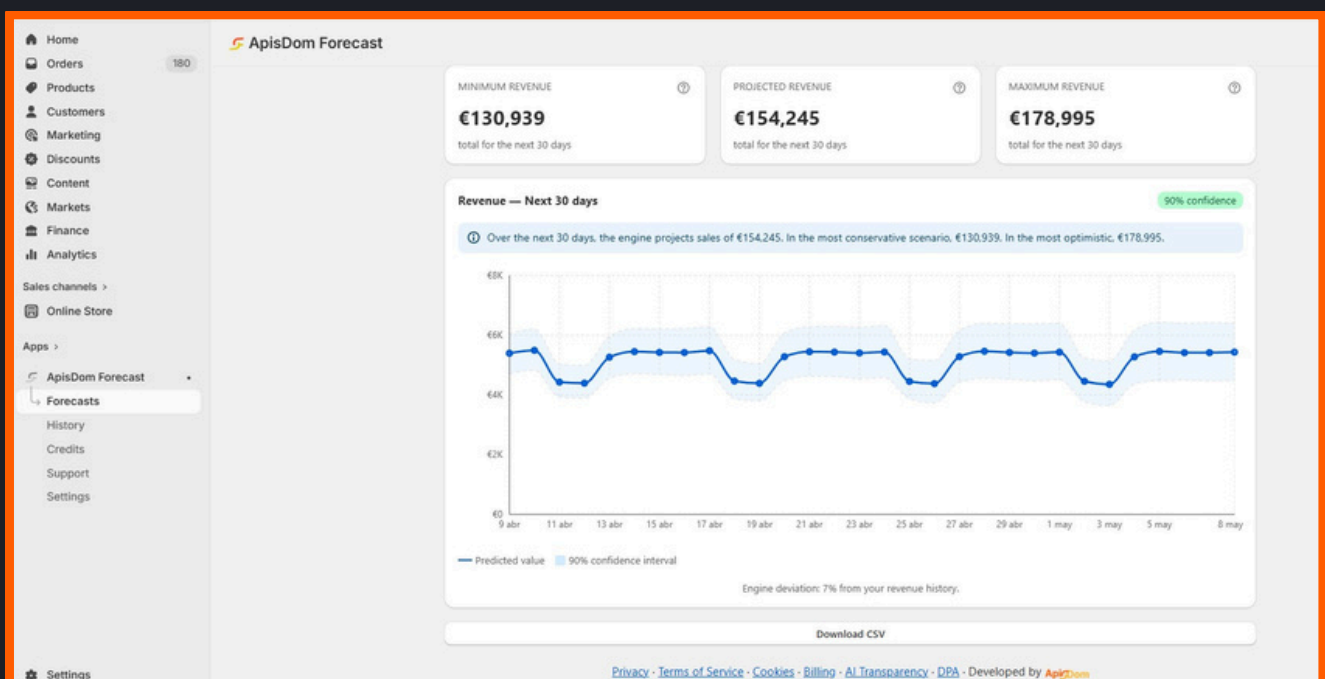 Home
Orders 180
Products
Customers
Marketing
Discounts
Content
Markets
Finance
Analytics
Sales channels >
Online Store
Apps >
ApisDom Forecast
Forecasts
History
Credits
Support
Settings
Settings
ApisDom Forecast
MINIMUM REVENUE
€130,939
total for the next 30 days
PROJECTED REVENUE
€154,245
total for the next 30 days
MAXIMUM REVENUE
€178,995
total for the next 30 days
Revenue — Next 30 days
90% confidence
Over the next 30 days, the engine projects sales of €154,245. In the most conservative scenario, €130,939. In the most optimistic, €178,995.
€8K
€6K
€4K
€2K
€0
9 abr 11 abr 13 abr 15 abr 17 abr 19 abr 21 abr 23 abr 25 abr 27 abr 29 abr 1 may 3 may 5 may 8 may
Predicted value 90% confidence interval
Engine deviation: 7% from your revenue history.
Download CSV
Privacy - Terms of Service - Cookies - Billing - AI Transparency - DPA - Developed by ApisDom